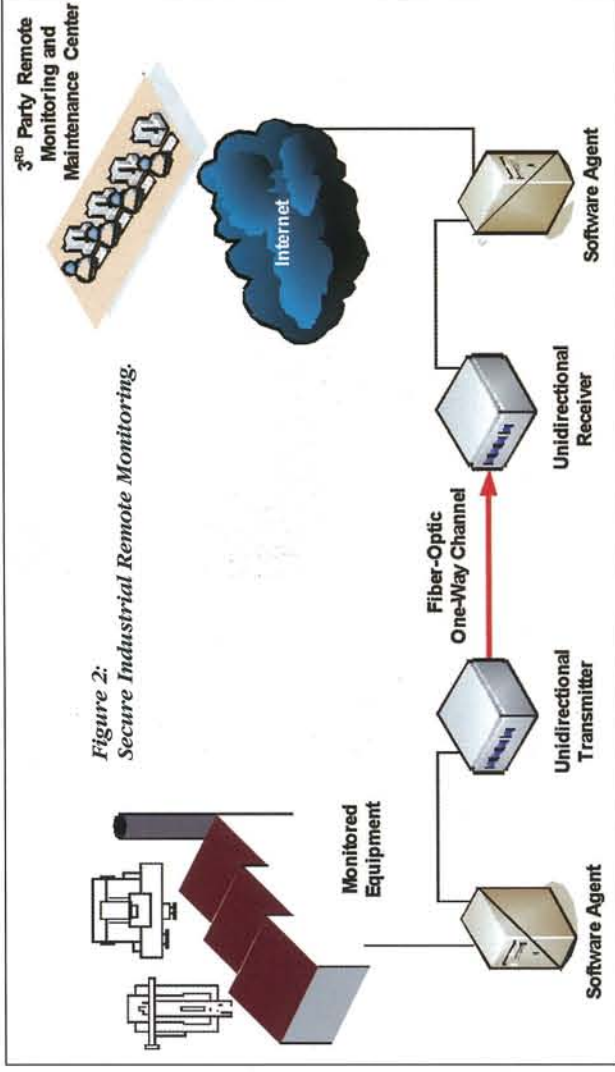 Figure 2:
Secure Industrial Remote Monitoring.
3RD Party Remote
Monitoring and
Maintenance Center
Internet
Monitored
Equipment
Fiber-Optic
One-Way Channel
Software Agent
Unidirectional
Transmitter
Unidirectional
Receiver
Software Agent